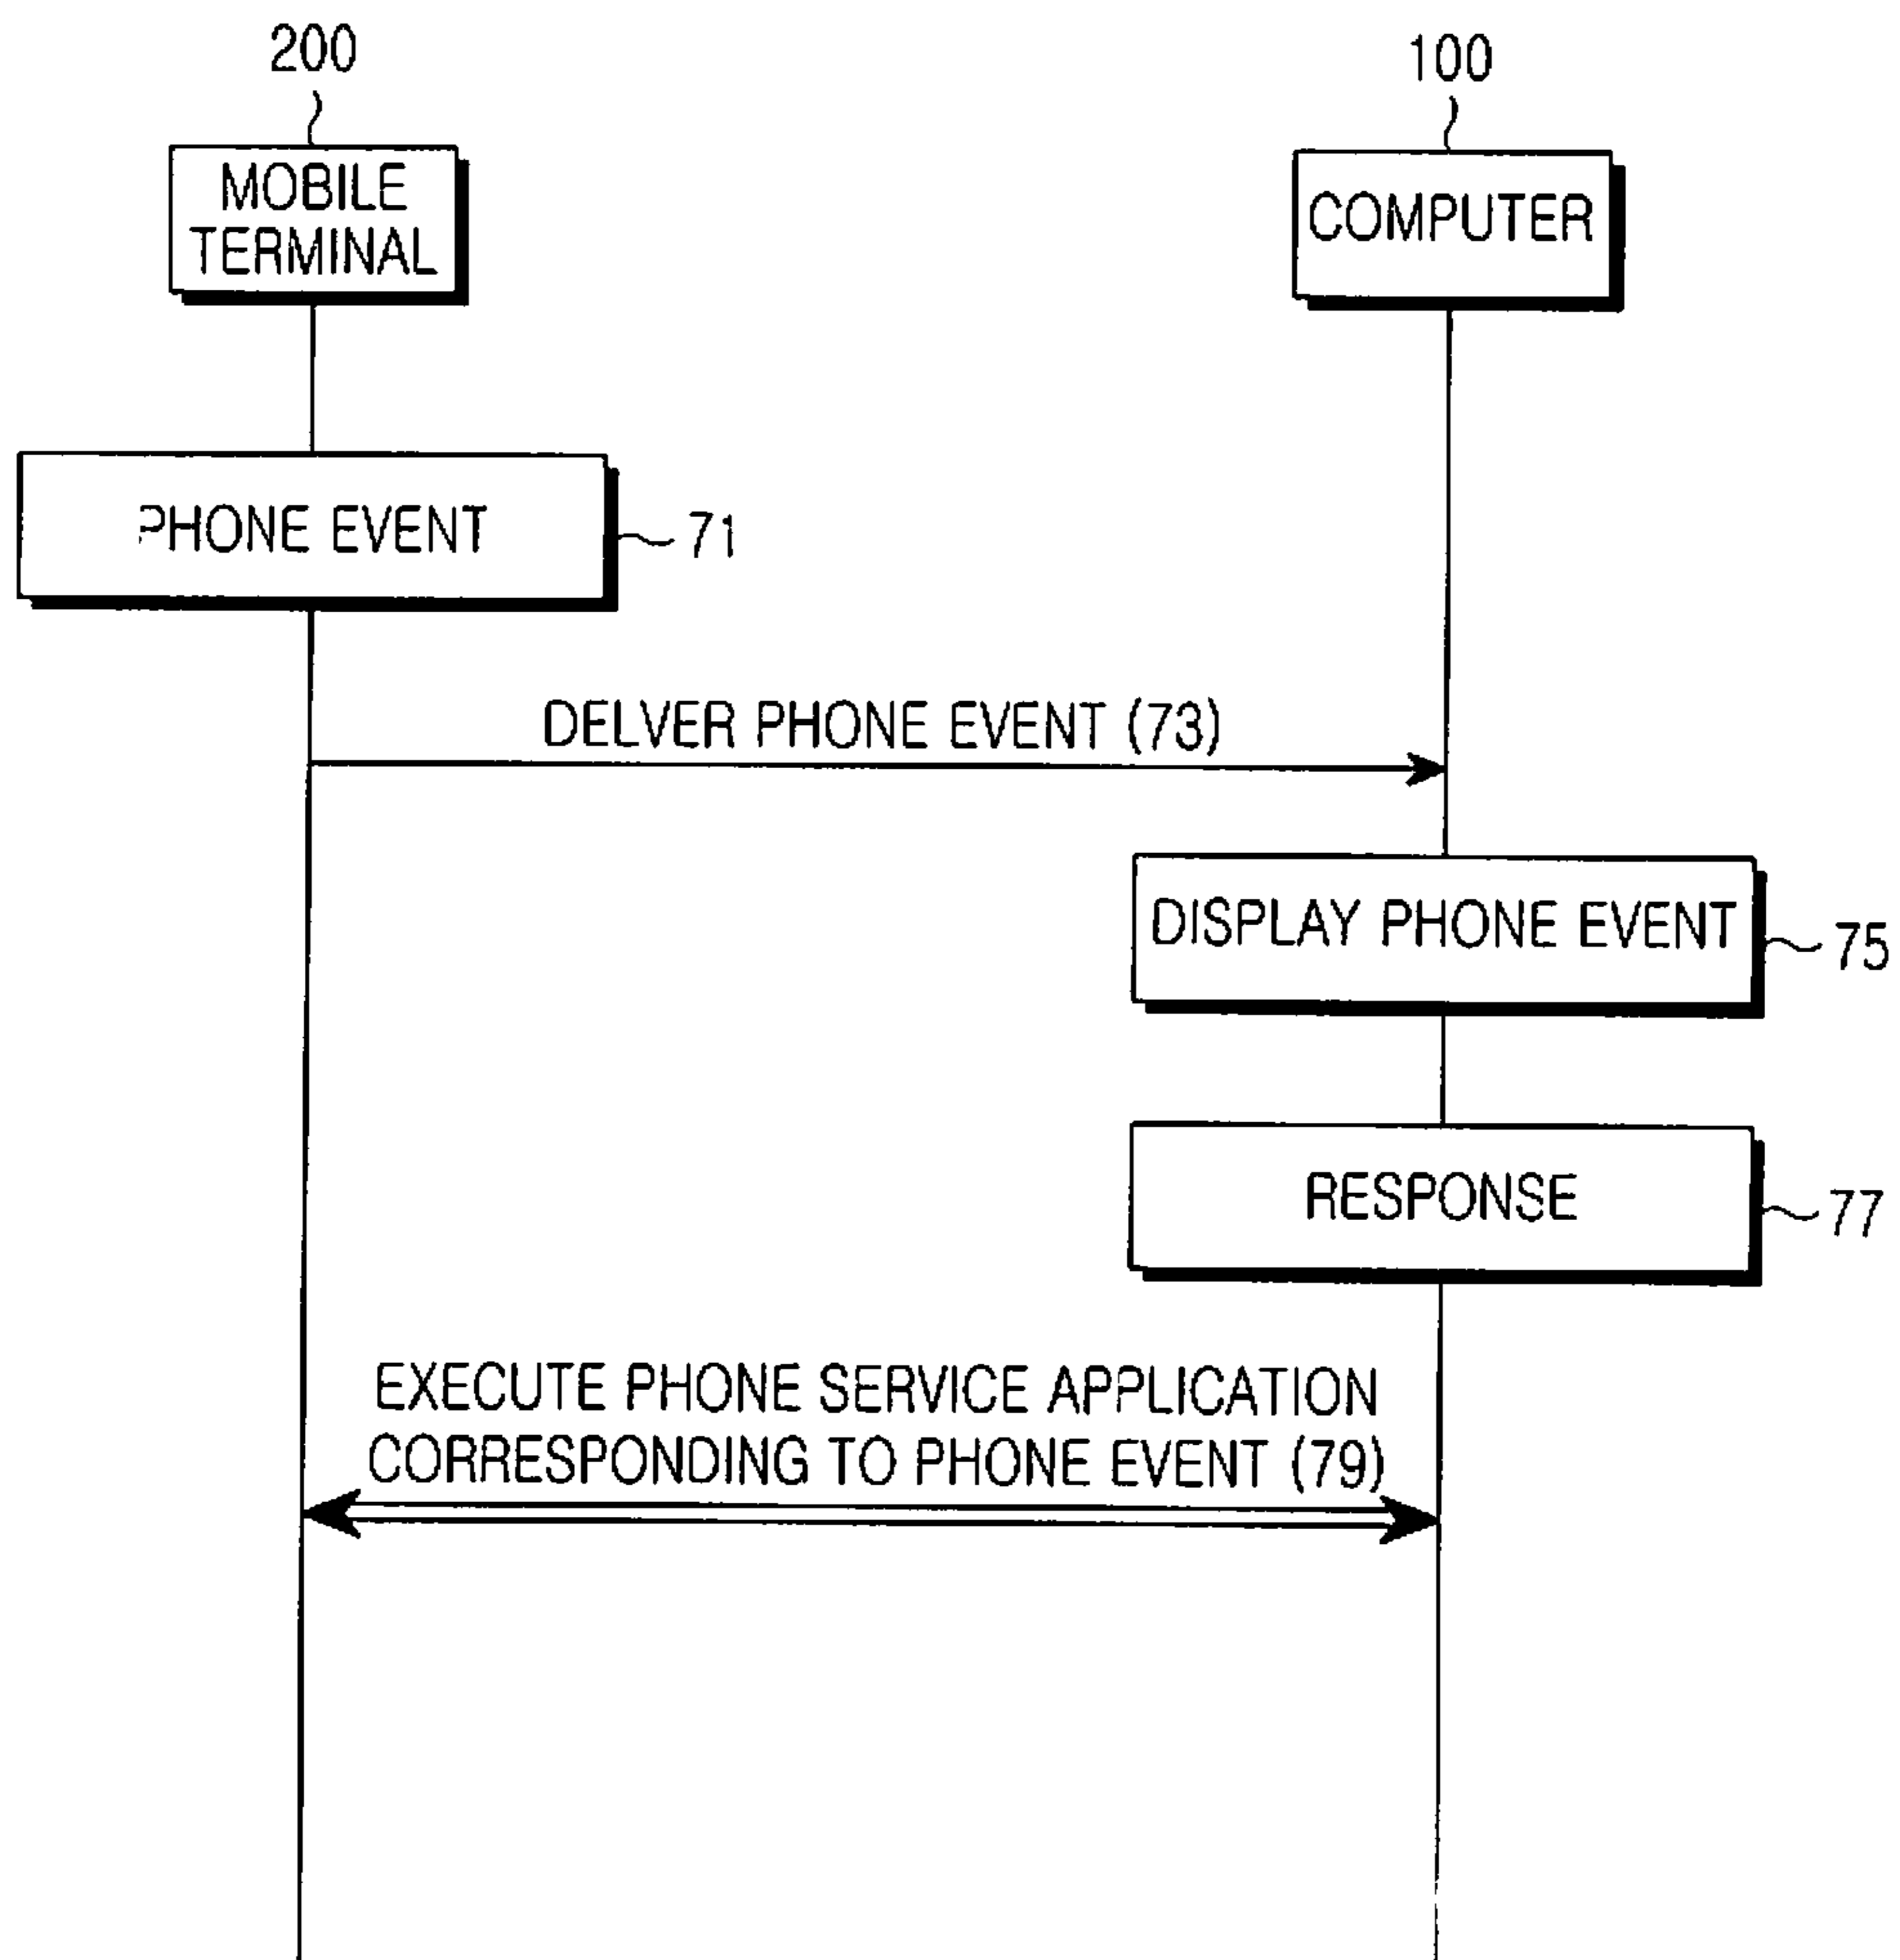 200
100
MOBILE
TERMINAL
COMPUTER
PHONE EVENT
71
DELVER PHONE EVENT (73)
DISPLAY PHONE EVENT
75
RESPONSE
77
EXECUTE PHONE SERVICE APPLICATION
CORRESPONDING TO PHONE EVENT (79)